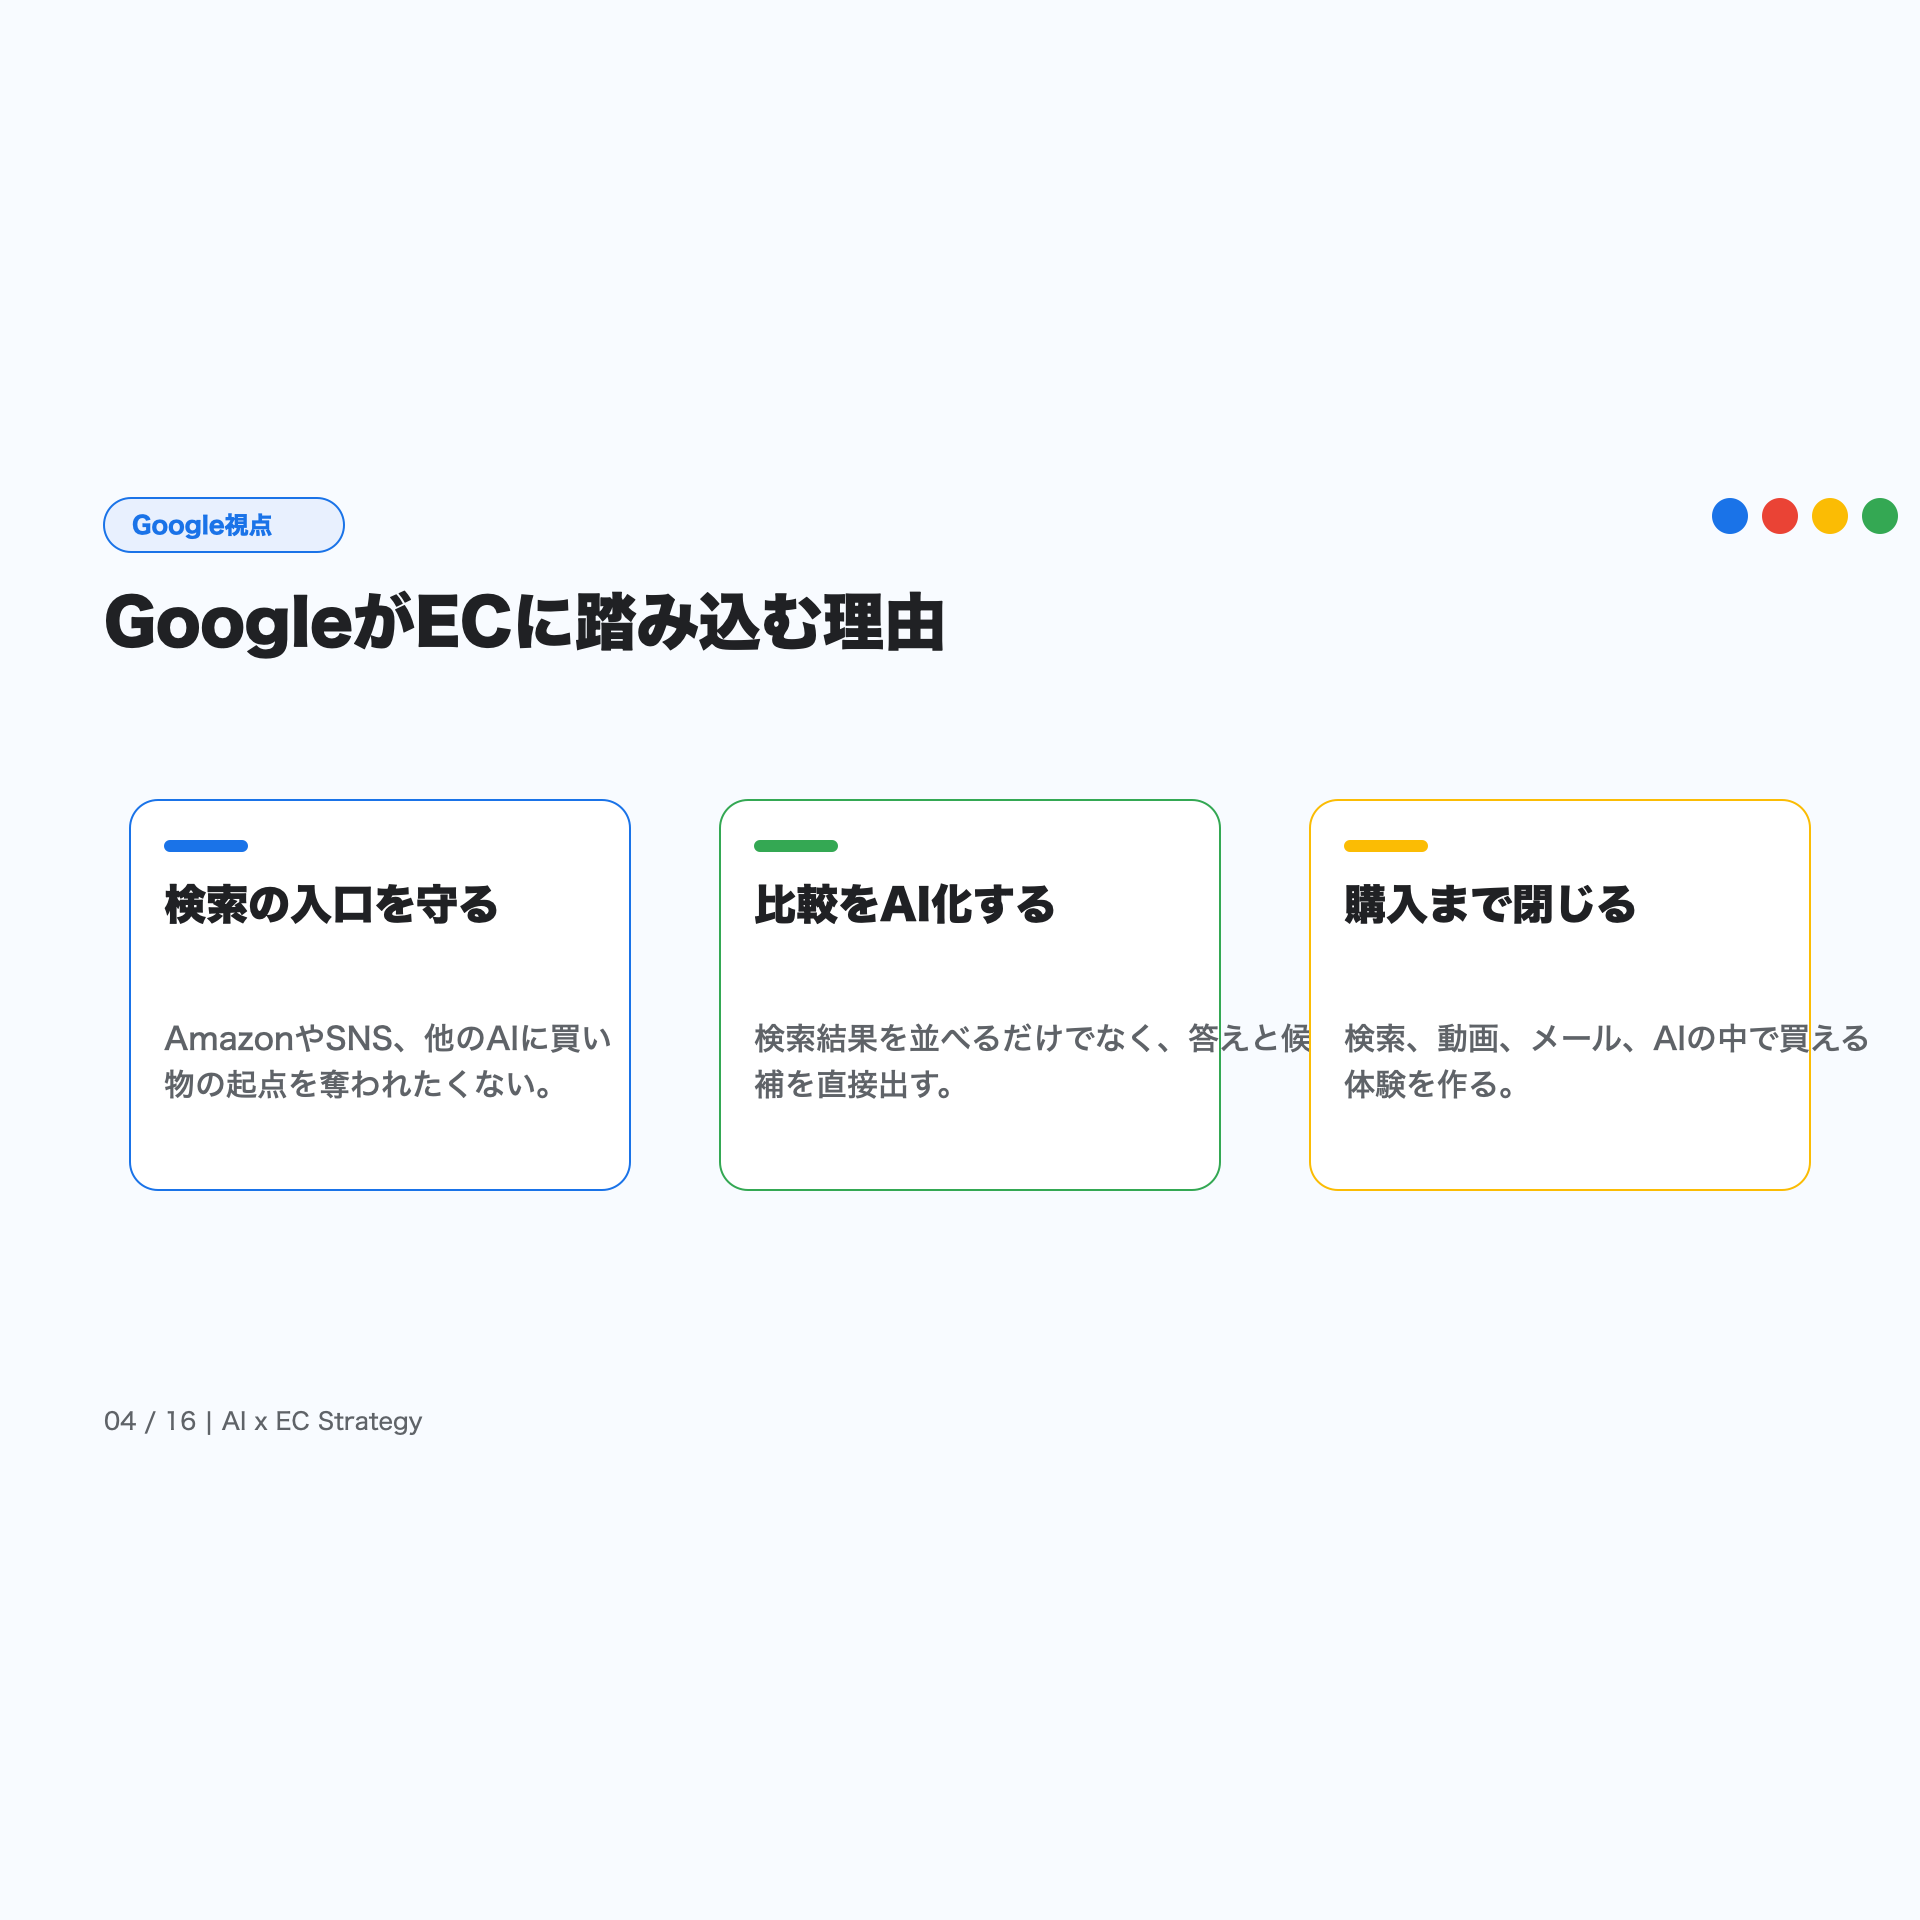 Google視点
GoogleがECに踏み込む理由
検索の入口を守る
AmazonやSNS、他のAIに買い
物の起点を奪われたくない。
比較をAI化する
検索結果を並べるだけでなく、答えと候
補を直接出す。
購入まで閉じる
検索、動画、メール、AIの中で買える
体験を作る。
04 / 16 | AI x EC Strategy